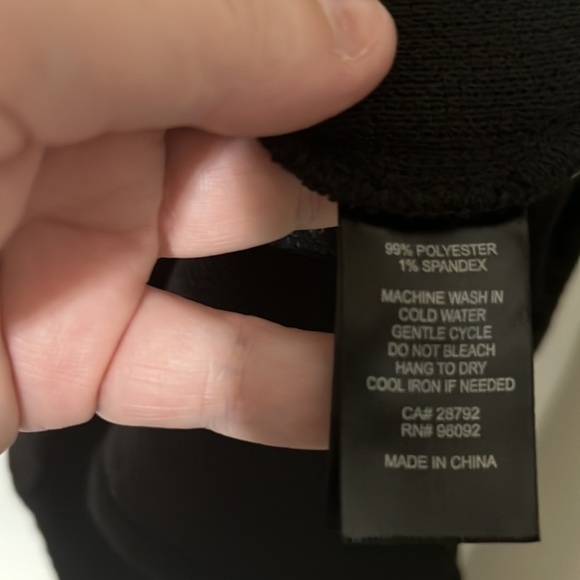 99% POLYESTER
1% SPANDEX
MACHINE WASH IN
COLD WATER
GENTLE CYCLE
DO NOT BLEACH
HANG TO DRY
COOL IRON IF NEEDED
CA# 28792
RN# 96092
MADE IN CHINA